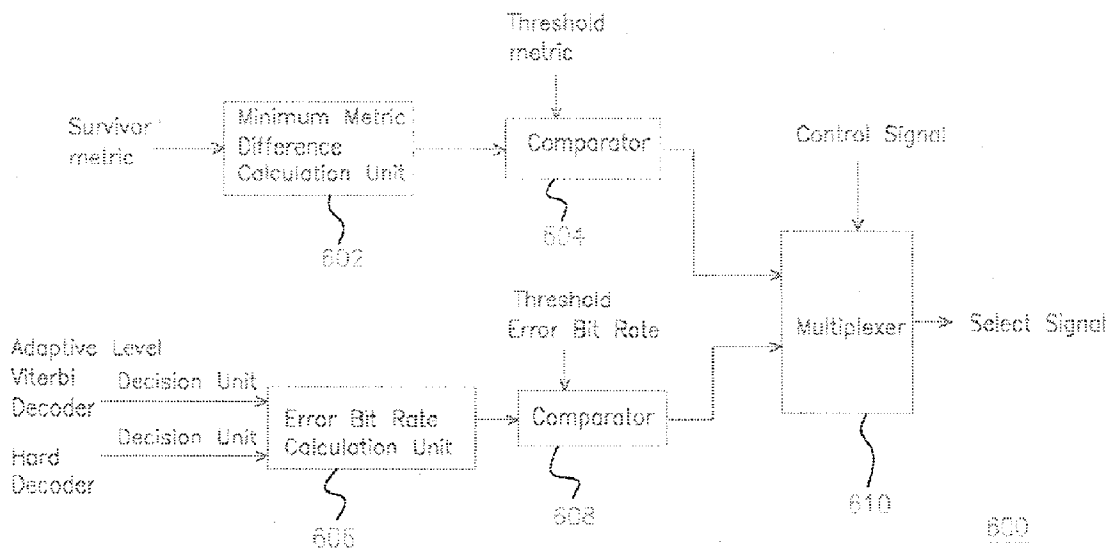 Threshold
metric
Survivor
metric
Minimum Metric
Difference
Calculation Unit
Comparator
Control Signal
602
604
Threshold
Error Bit Rate
Multiplexer
Select Signal
Adaptive Level
Viterbi
Decoder
Decision Unit
Error Bit Rate
Calculation Unit
Comparator
Decision Unit
Hard
Decoder
606
608
610
600